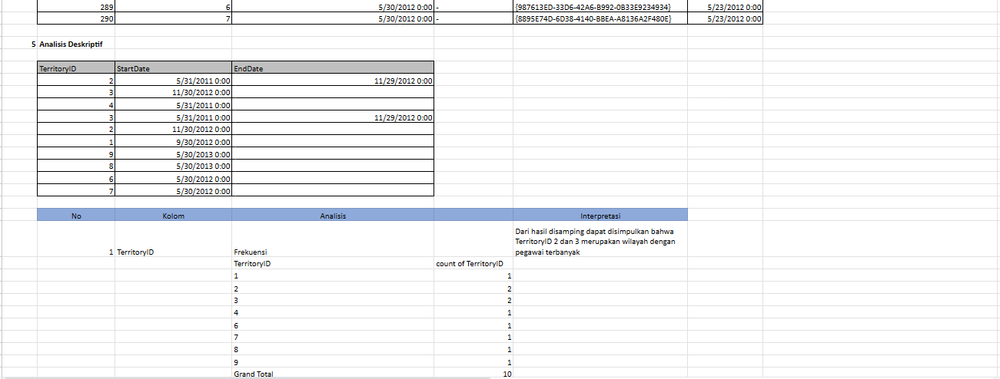 289 6 5/30/2012 0:00 - {987613ED-33D6-42A6-B992-0B33E9234934} 5/23/2012 0:00
290 7 5/30/2012 0:00 - {8895E74D-6D38-4140-BBEA-A8136A2F480E} 5/23/2012 0:00
5 Analisis Deskriptif
TerritoryID StartDate EndDate
2 5/31/2011 0:00 11/29/2012 0:00
3 11/30/2012 0:00
4 5/31/2011 0:00
3 5/31/2011 0:00 11/29/2012 0:00
2 11/30/2012 0:00
1 9/30/2012 0:00
9 5/30/2013 0:00
8 5/30/2013 0:00
6 5/30/2012 0:00
7 5/30/2012 0:00
No Kolom Analisis Interpretasi
Dari hasil disamping dapat disimpulkan bahwa
TerritoryID 2 dan 3 merupakan wilayah dengan
1 TerritoryID Frekuensi pegawai terbanyak
TerritoryID count of TerritoryID
1 1
2 2
3 2
4 1
6 1
7 1
8 1
9 1
Grand Total 10